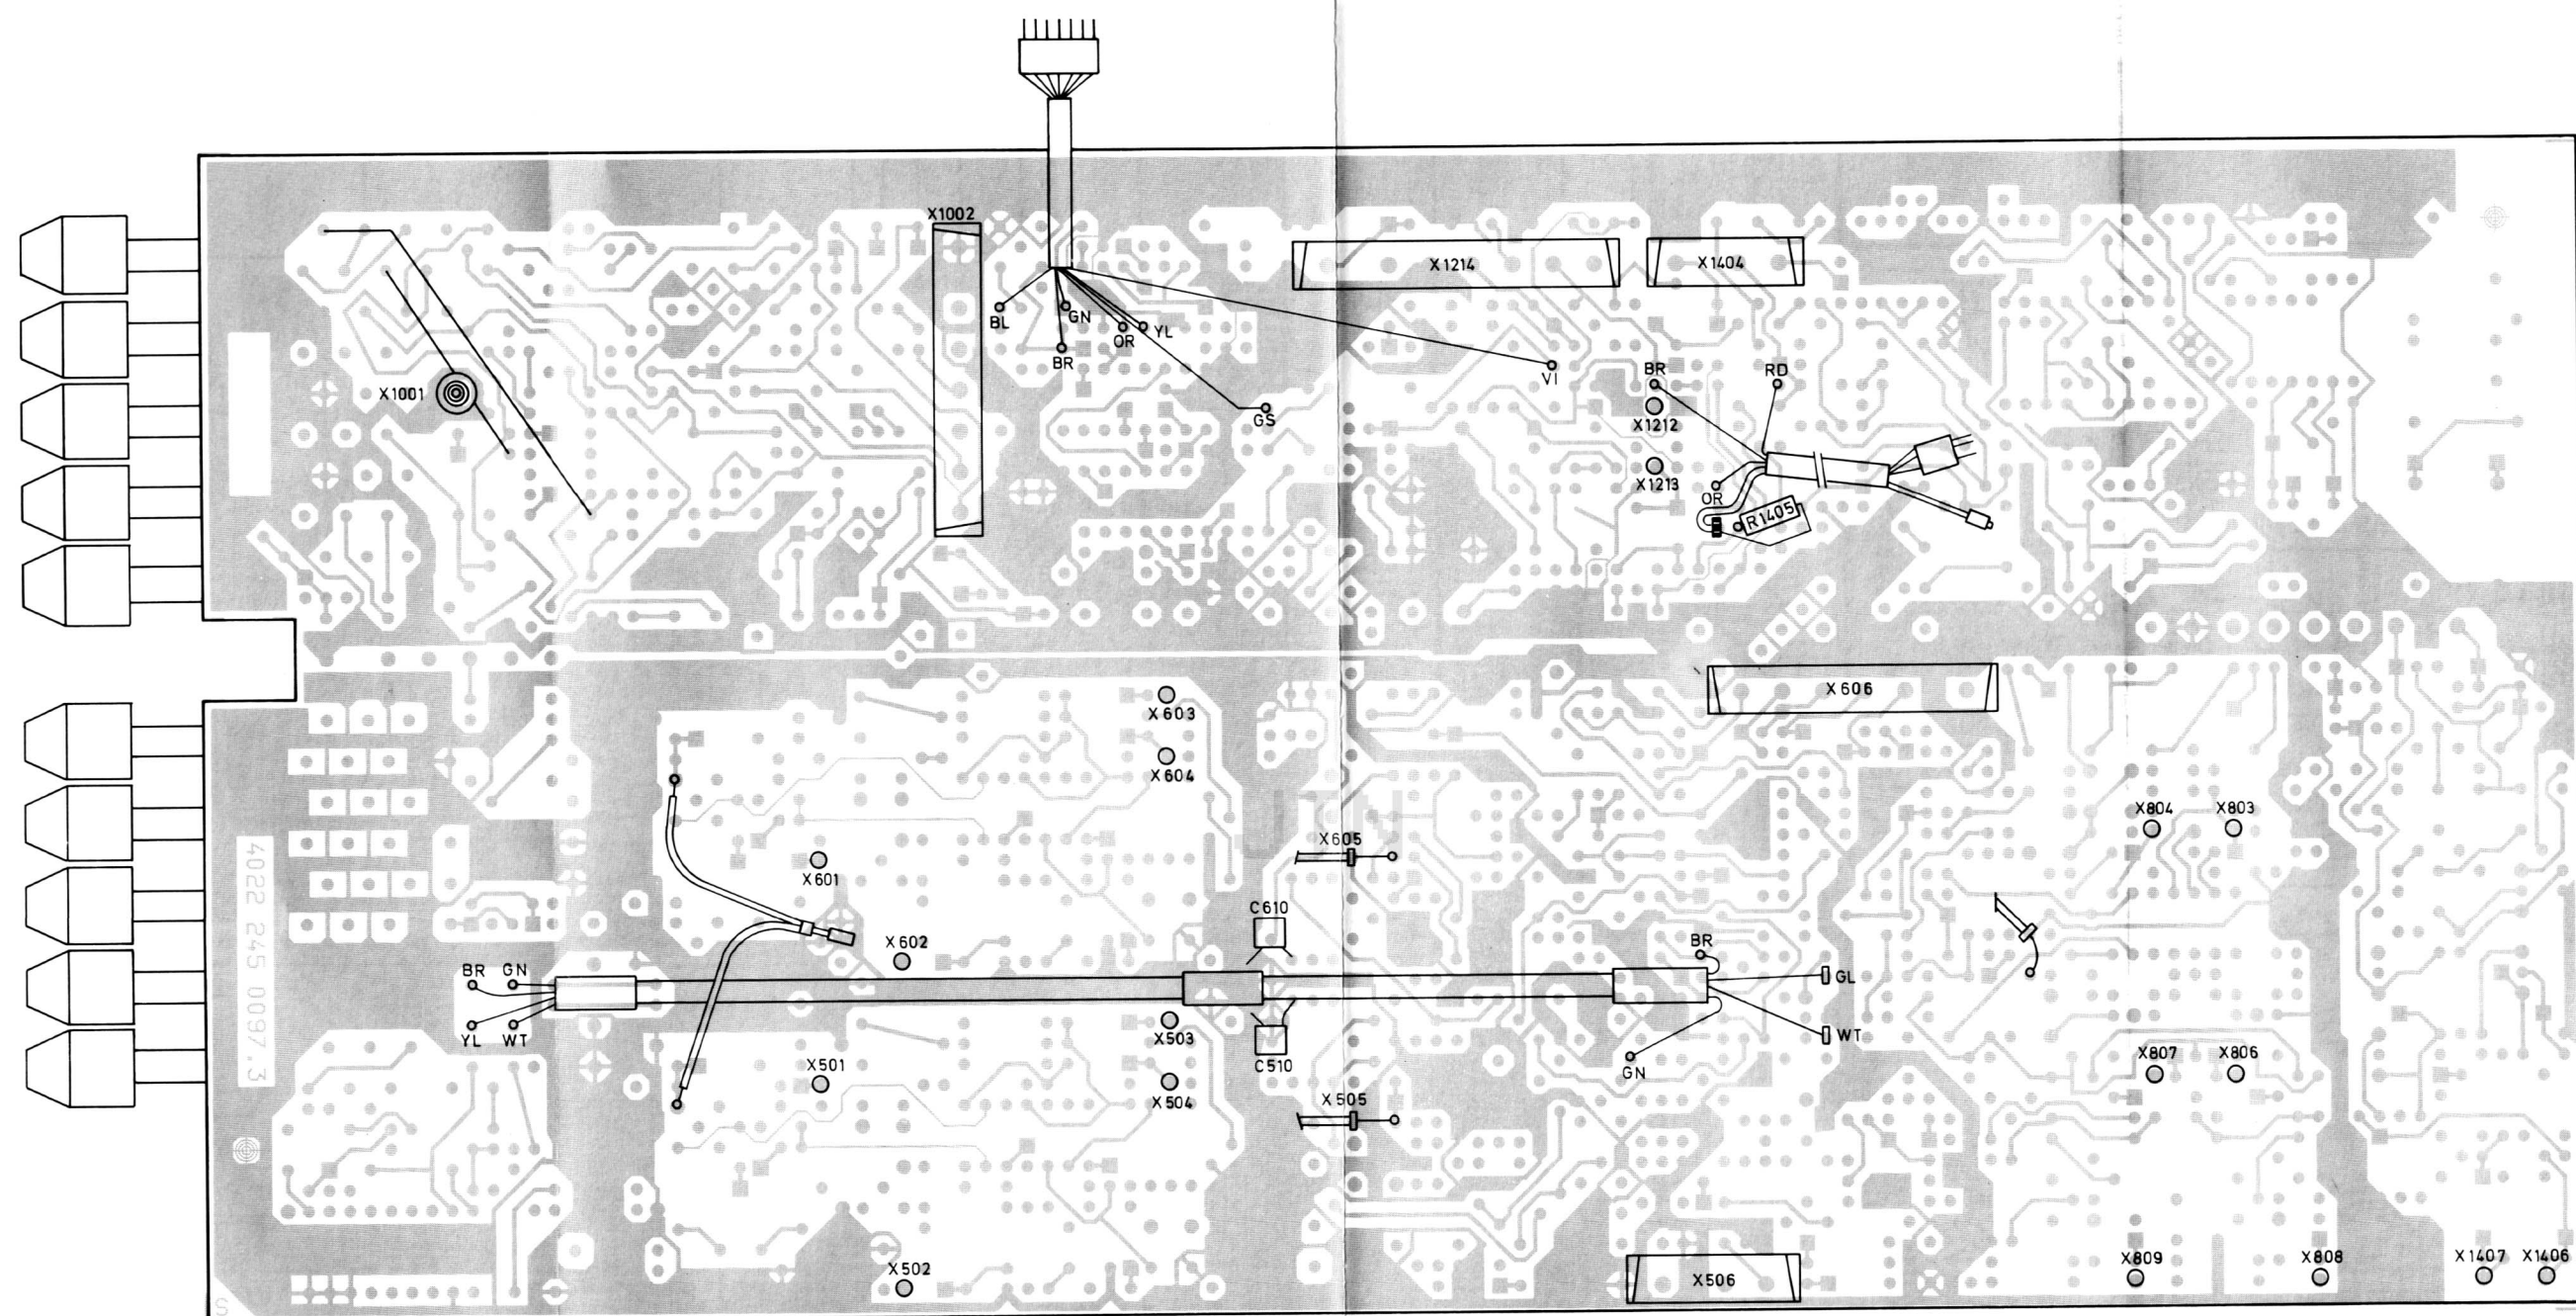 X1002
X1214
X1404
BL
GN
OR
YL
BR
VI
BR
RD
X1001
GS
X1212
X1213
OR
R1405
X606
X603
X604
X804
X803
X605
X601
4022 245 0097.3
C610
X602
BR
BR GN
GL
YL WT
X503
WT
C510
X501
GN
X807
X806
X504
X505
X809
X808
X1407
X1406
X502
X506
S